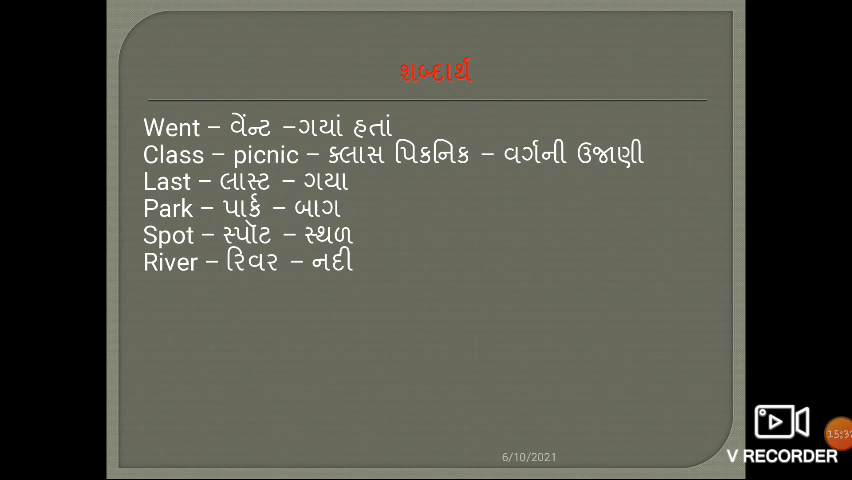 શબ્દાર્થ
Went – વેંન્ટ –ગયાં હતાં
Class – picnic – ક્લાસ પિકનિક – વર્ગની ઉજાણી
Last – લાસ્ટ – ગયા
Park – પાર્ક – બાગ
Spot – સ્પૉટ – સ્થળ
River – રિવર – નદી
6/10/2021
V RECORDER